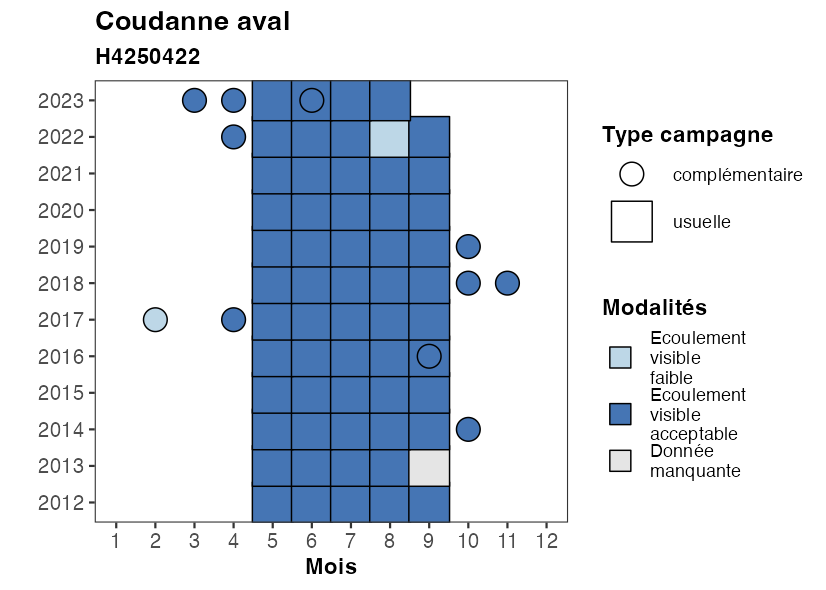 Coudanne aval
H4250422
2023
2022
2021
2020
2019
2018
2017
2016
2015
2014
2013
2012
1 2 3 4 5 6 7 8 9 10 11 12
Mois
Type campagne
complémentaire
usuelle
Modalités
Ecoulement
visible
faible
Ecoulement
visible
acceptable
Donnée
manquante